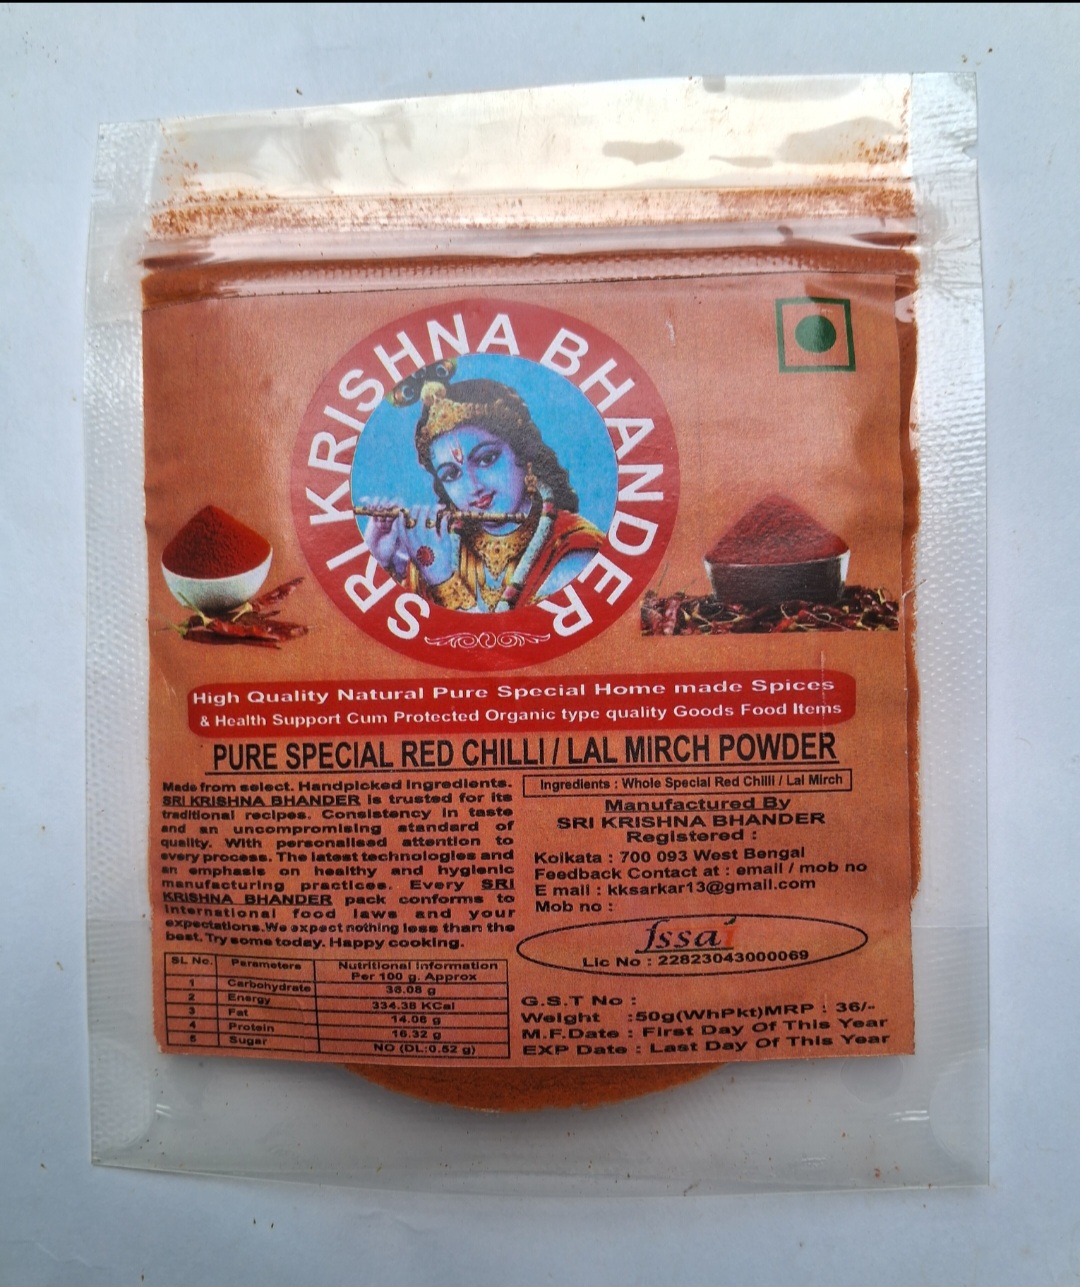 SRI KRISHNA BHANDER
High Quality Natural Pure Special Home made Spices
& Health Support Cum Protected Organic type quality Goods Food Items
PURE SPECIAL RED CHILLI / LAL MIRCH POWDER
Made from select. Handpicked Ingredients.
SRI KRISHNA BHANDER is trusted for its
traditional recipes. Consistency in taste
and an uncompromising standard of
quality. With personalised attention to
every process. The latest technologies and
an emphasis on healthy and hygienic
manufacturing practices. Every SRI
KRISHNA BHANDER pack conforms to
International food laws and your
expectations.We expect nothing less than the
best. Try some today. Happy cooking.
SL No. Parameters Nutritional Information
Per 100 g. Approx
1 Carbohydrate 38.08 g
2 Energy 334.38 KCal
3 Fat 14.08 g
4 Protein 16.32 g
5 Sugar NO (DL:0.52 g)
Ingredients : Whole Special Red Chilli / Lal Mirch
Manufactured By
SRI KRISHNA BHANDER
Registered :
Kolkata : 700 093 West Bengal
Feedback Contact at : email / mob no
E mail : kksarkar13@gmail.com
Mob no :
fssai
Lic No : 22823043000069
G.S.T No :
Weight :50g(WhPkt)MRP : 36/-
M.F.Date : First Day Of This Year
EXP Date : Last Day Of This Year